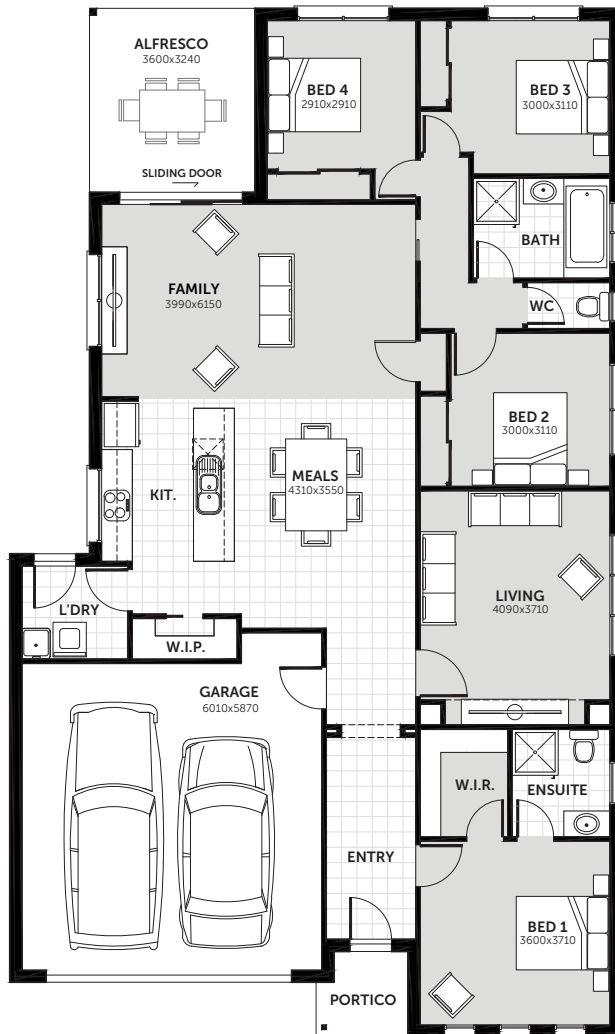 ALFRESCO
3600x3240
SLIDING DOOR
BED 4
2910x2910
BED 3
3000x3110
BATH
WC
FAMILY
3990x6150
BED 2
3000x3110
KIT.
MEALS
4310x3550
LIVING
4090x3710
L'DRY
W.I.P.
GARAGE
6010x5870
W.I.R.
ENSUITE
ENTRY
BED 1
3600x3710
PORTICO